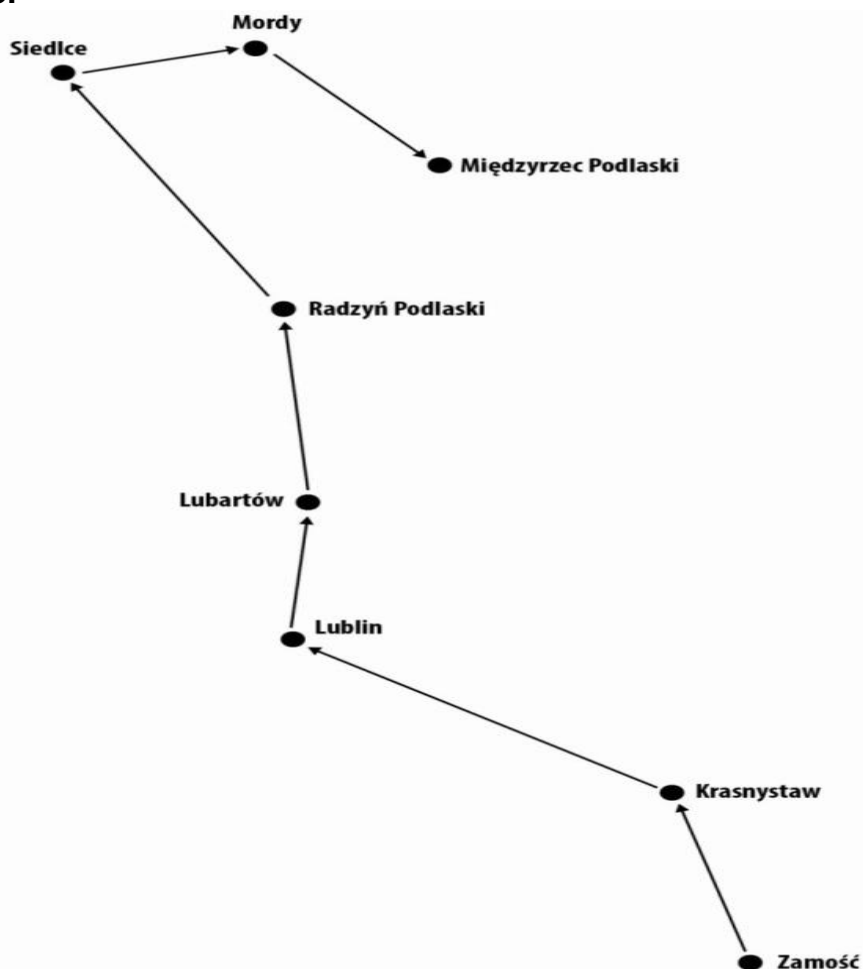 Mordy
Siedlce
Międzyrzec Podlaski
Radzyń Podlaski
Lubartów
Lublin
Krasnystaw
Zamość